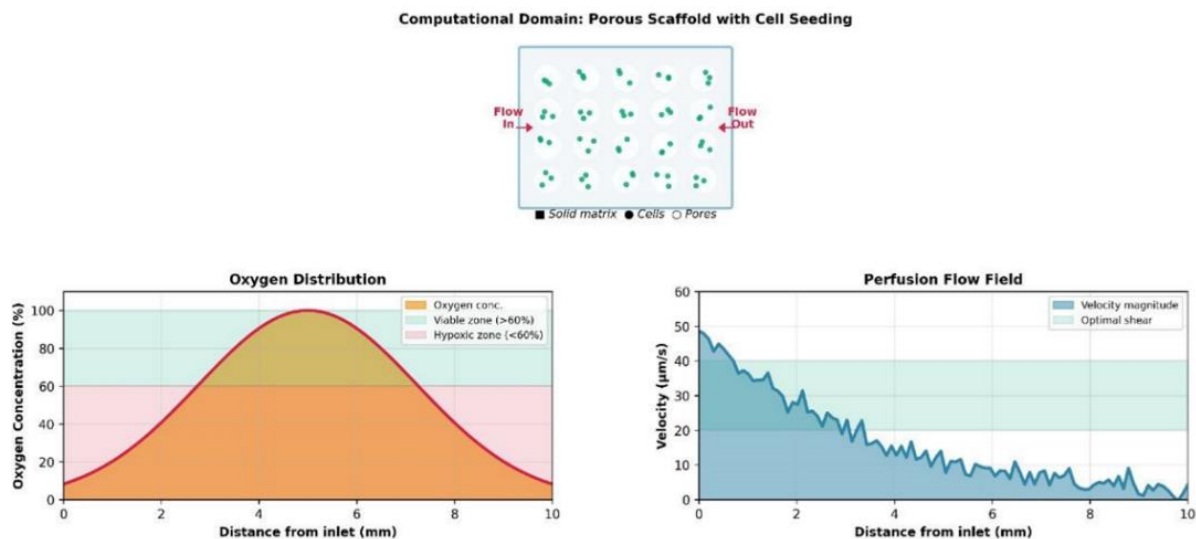 Computational Domain: Porous Scaffold with Cell Seeding
Flow In
Flow Out
■ Solid matrix ● Cells ○ Pores
Oxygen Distribution
Oxygen Concentration (%)
100
80
60
40
20
0
Oxygen conc.
Viable zone (>60%)
Hypoxic zone (<60%)
0 2 4 6 8 10
Distance from inlet (mm)
Perfusion Flow Field
Velocity (μm/s)
60
50
40
30
20
10
0
Velocity magnitude
Optimal shear
0 2 4 6 8 10
Distance from inlet (mm)